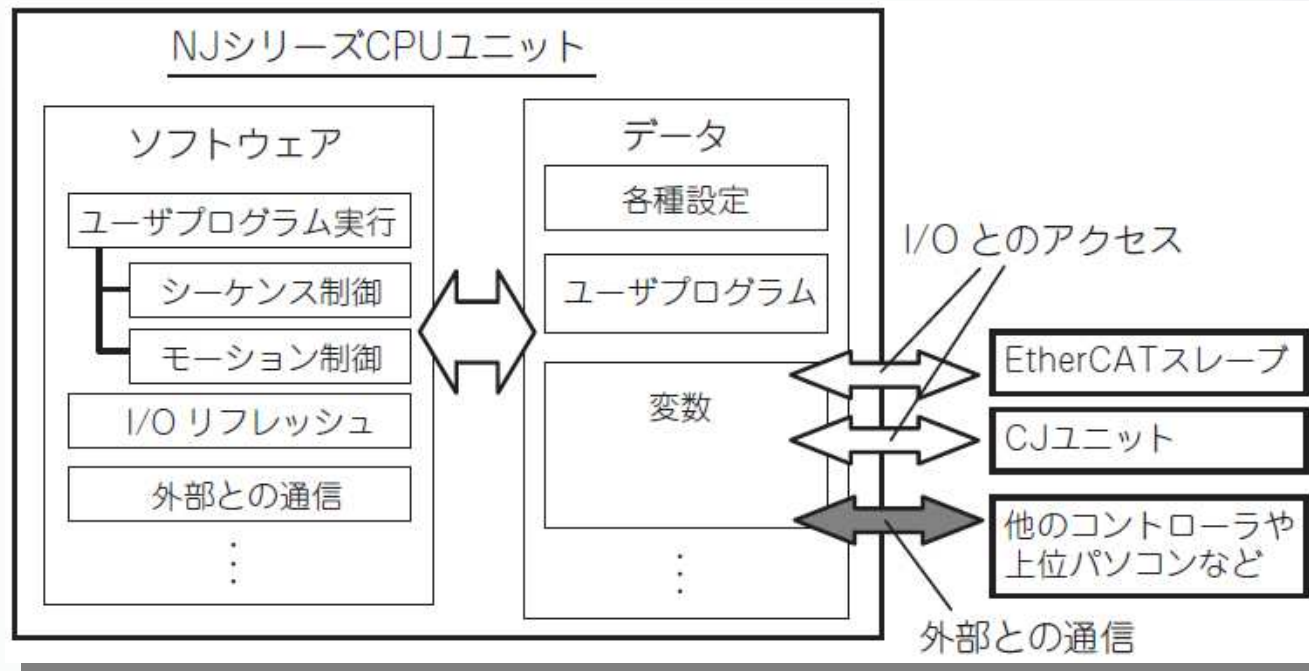 NJシリーズCPUユニット
ソフトウェア
ユーザプログラム実行
シーケンス制御
モーション制御
I/O リフレッシュ
外部との通信
データ
各種設定
ユーザプログラム
変数
I/O とのアクセス
EtherCATスレーブ
CJユニット
他のコントローラや
上位パソコンなど
外部との通信